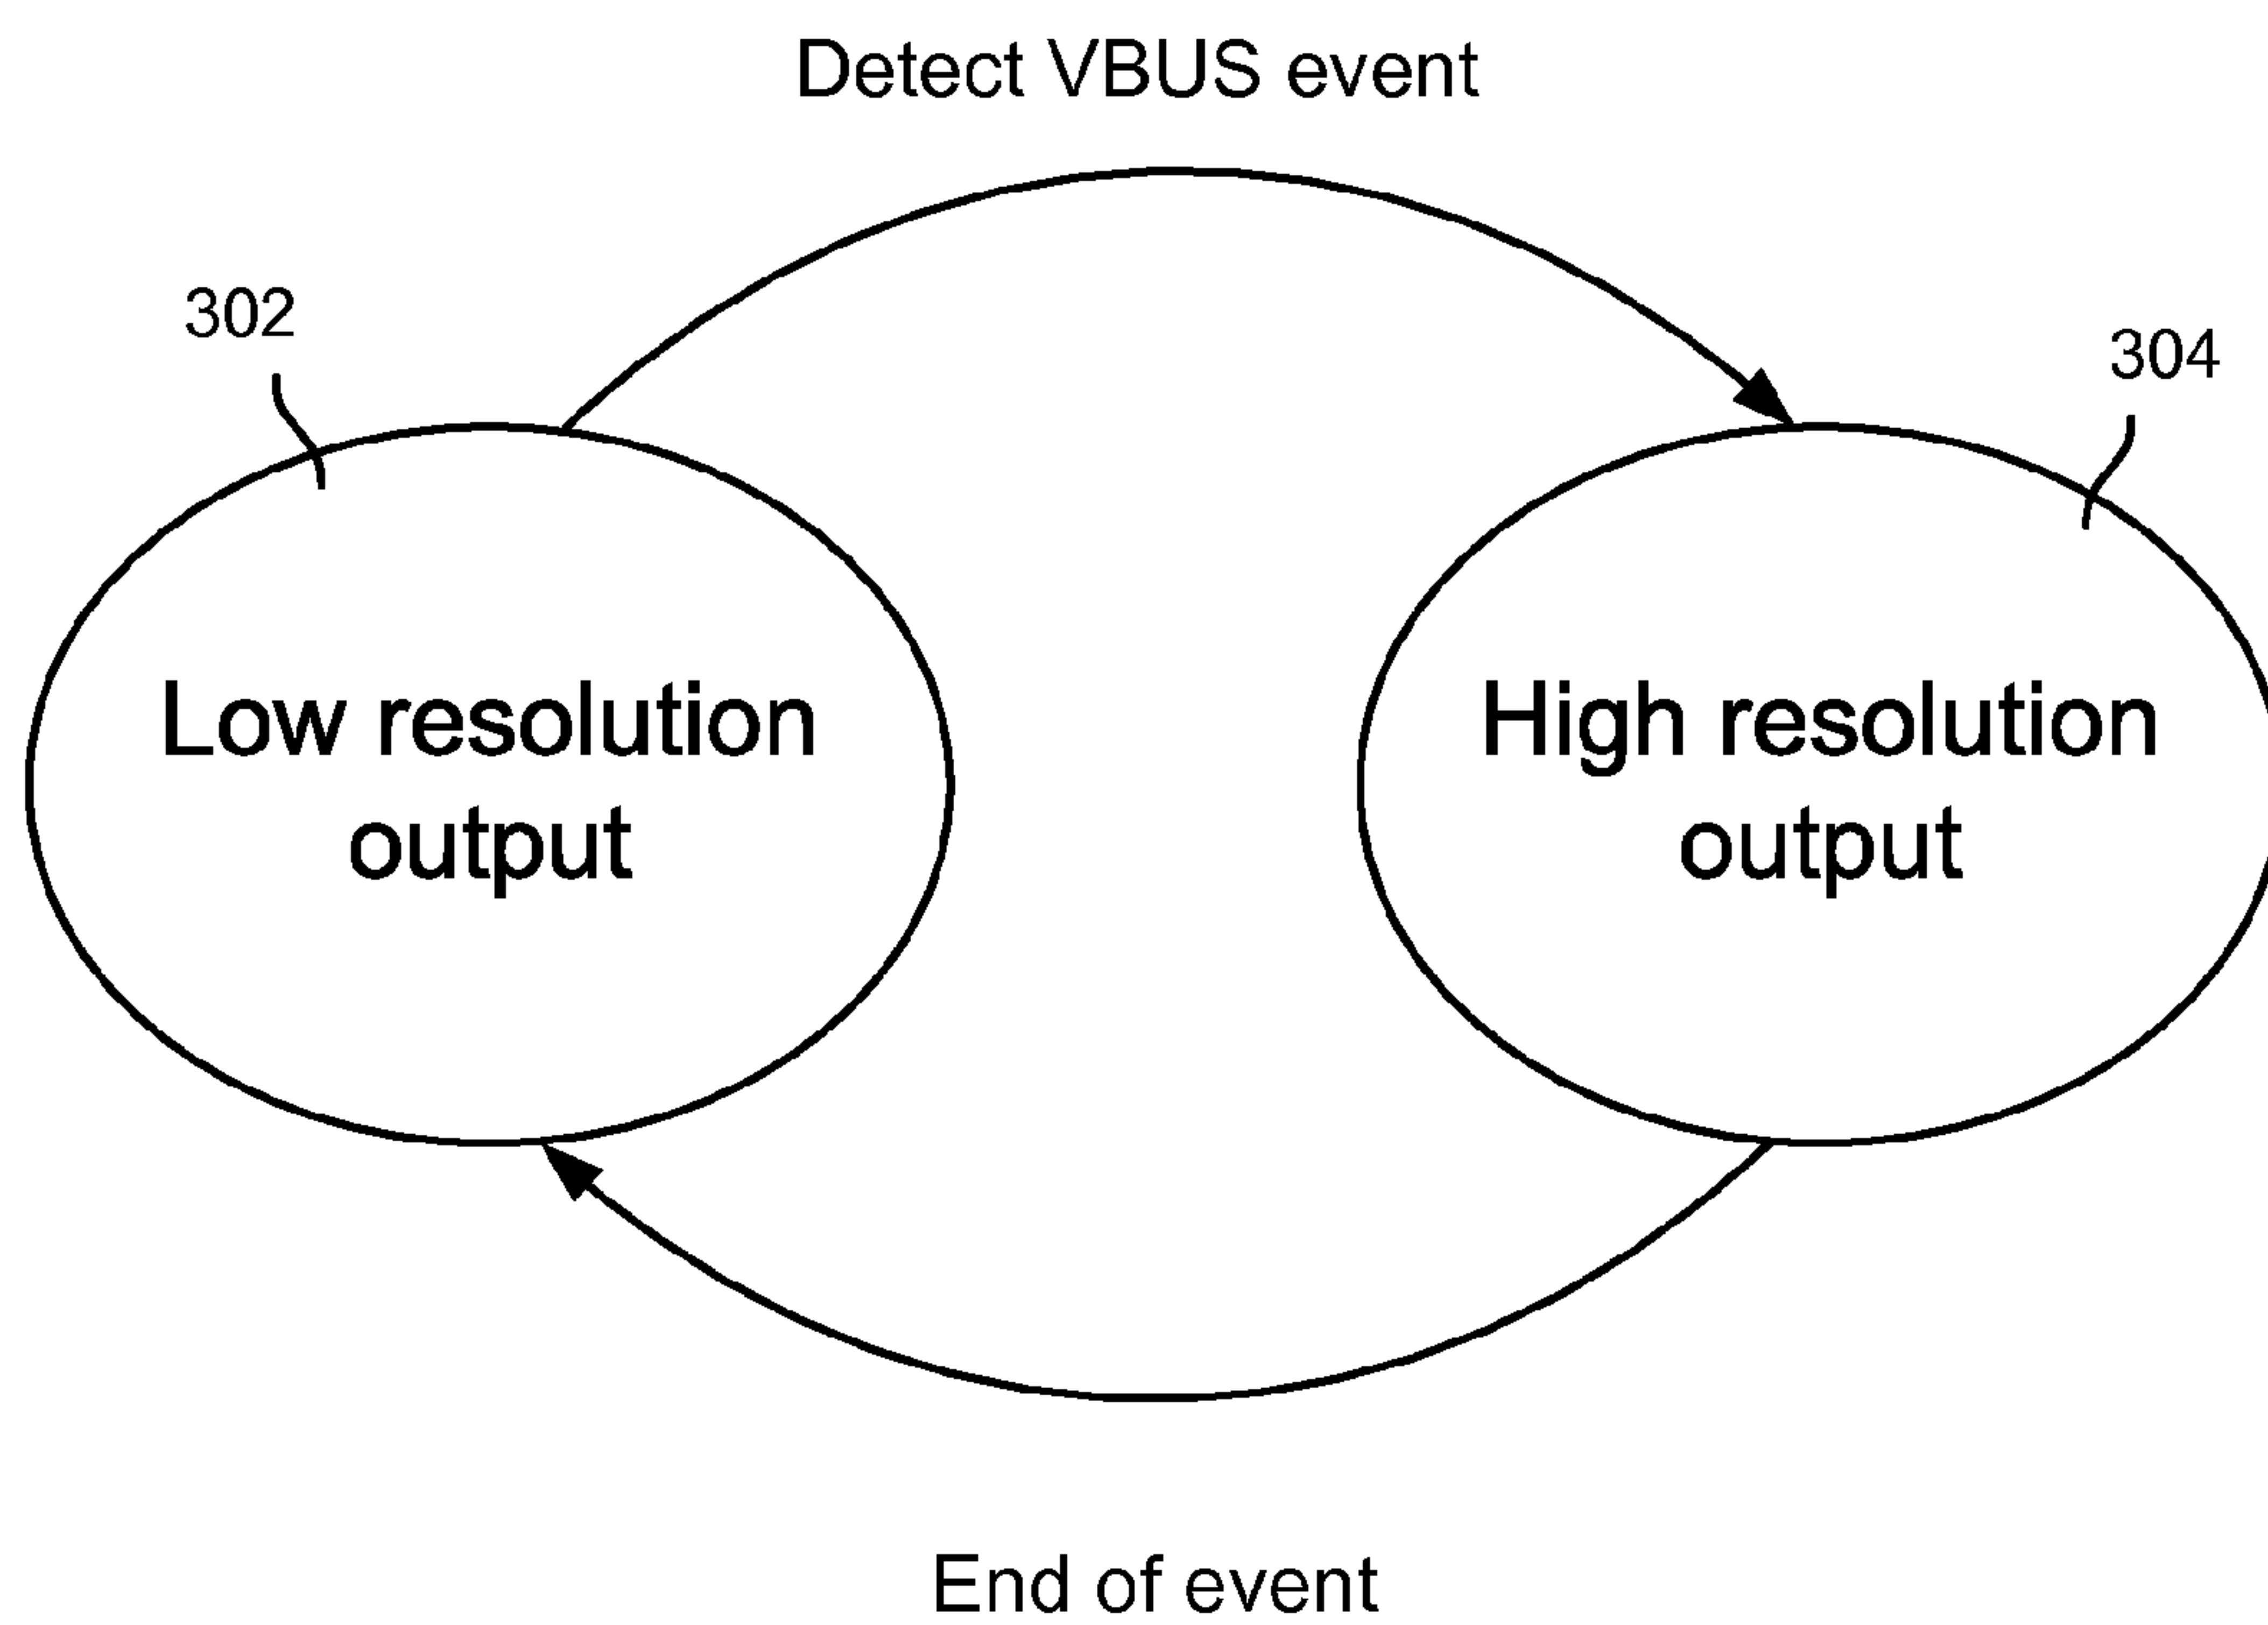 Detect VBUS event
302
304
Low resolution
output
High resolution
output
End of event